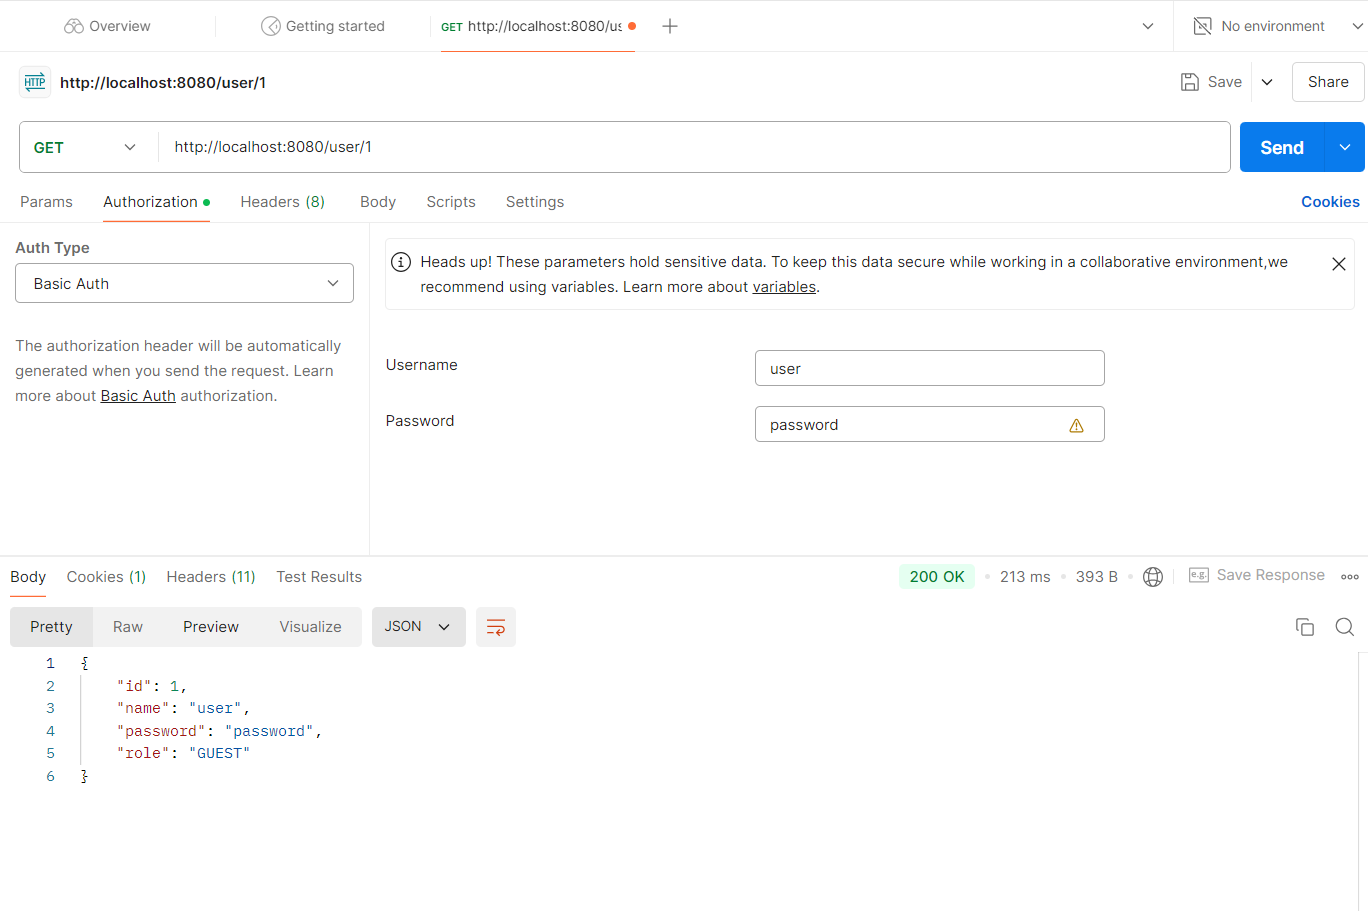 Overview
Getting started
GET http://localhost:8080/us
No environment
HTTP http://localhost:8080/user/1
Save
Share
GET
http://localhost:8080/user/1
Send
Params
Authorization
Headers (8)
Body
Scripts
Settings
Cookies
Auth Type
Basic Auth
The authorization header will be automatically
generated when you send the request. Learn
more about Basic Auth authorization.
Heads up! These parameters hold sensitive data. To keep this data secure while working in a collaborative environment,we
recommend using variables. Learn more about variables.
Username
user
Password
password
Body
Cookies (1)
Headers (11)
Test Results
200 OK
213 ms
393 B
e.g. Save Response
Pretty
Raw
Preview
Visualize
JSON
1 {
2 "id": 1,
3 "name": "user",
4 "password": "password",
5 "role": "GUEST"
6 }